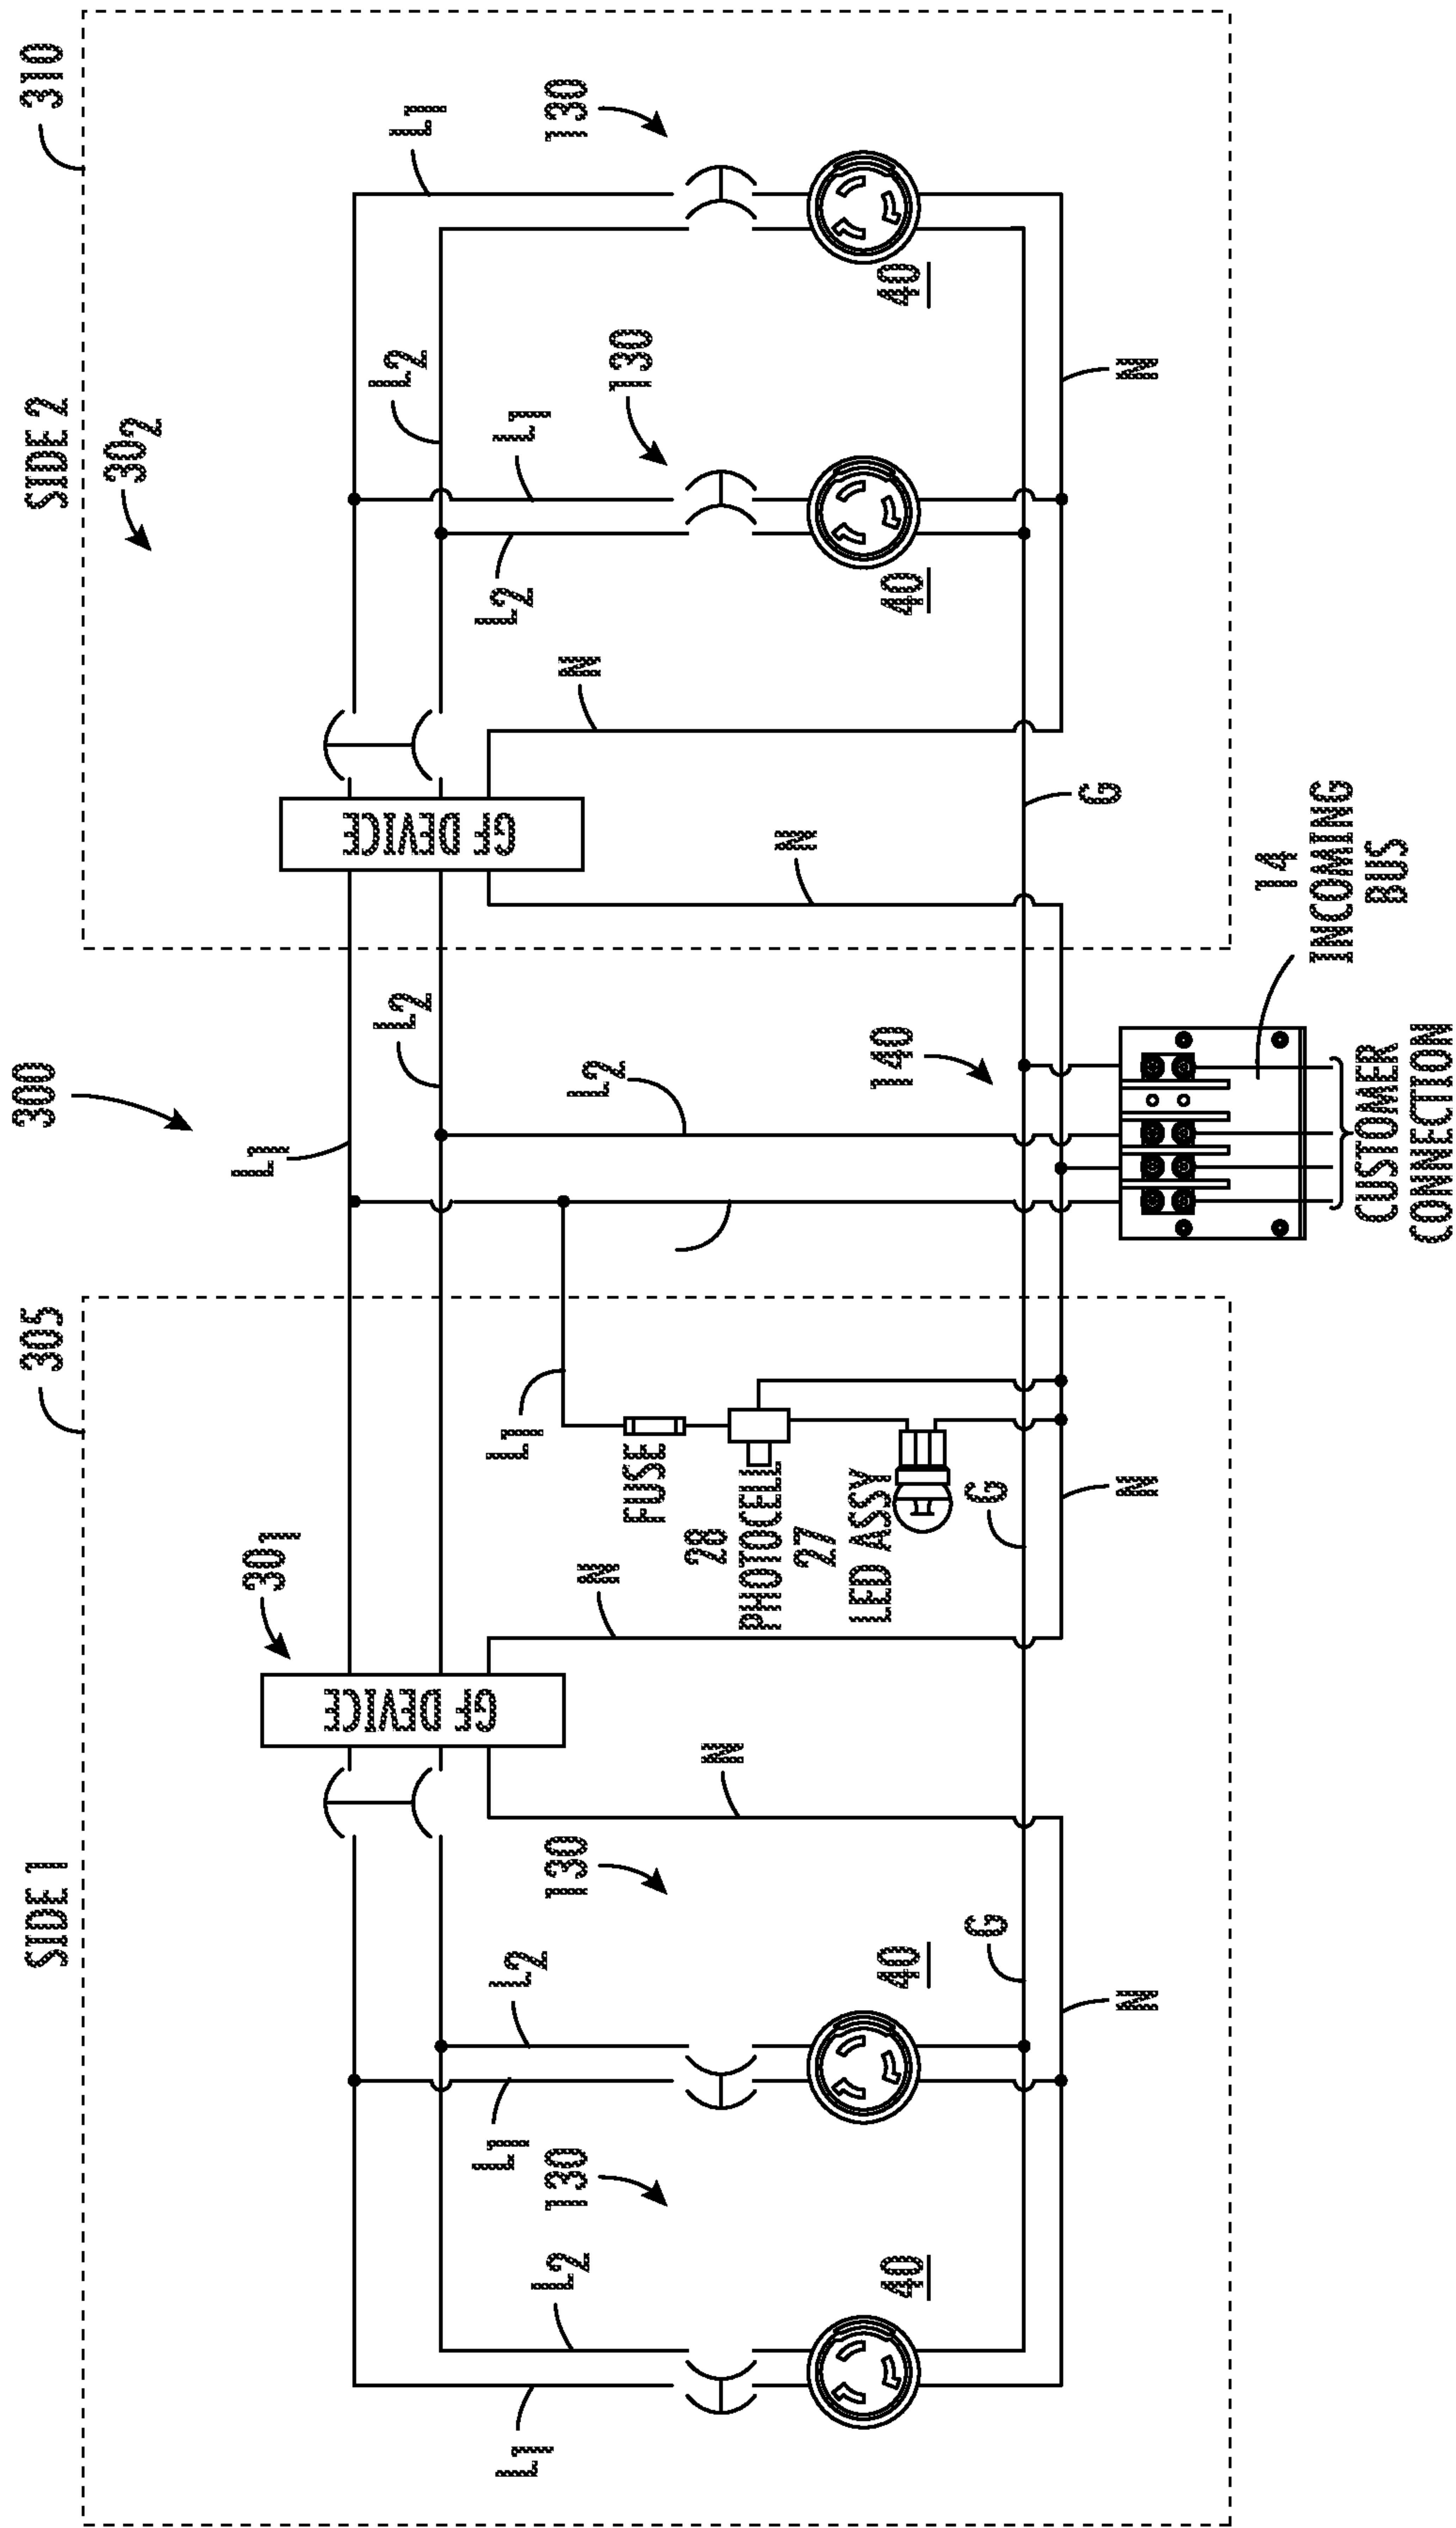 SIDE 1
305
300
SIDE 2
310
30₂
30₁
L₁
GF DEVICE
GF DEVICE
L₂
L₂
L₁
L₁
L₂
L₁
L₂
L₁
L₁
L₂
130
130
N
L₂
N
130
130
FUSE
N
28
PHOTOCELL
N
27
LED ASSY
40
40
140
40
40
G
G
G
N
N
N
14
INCOMING
BUS
CUSTOMER
CONNECTION